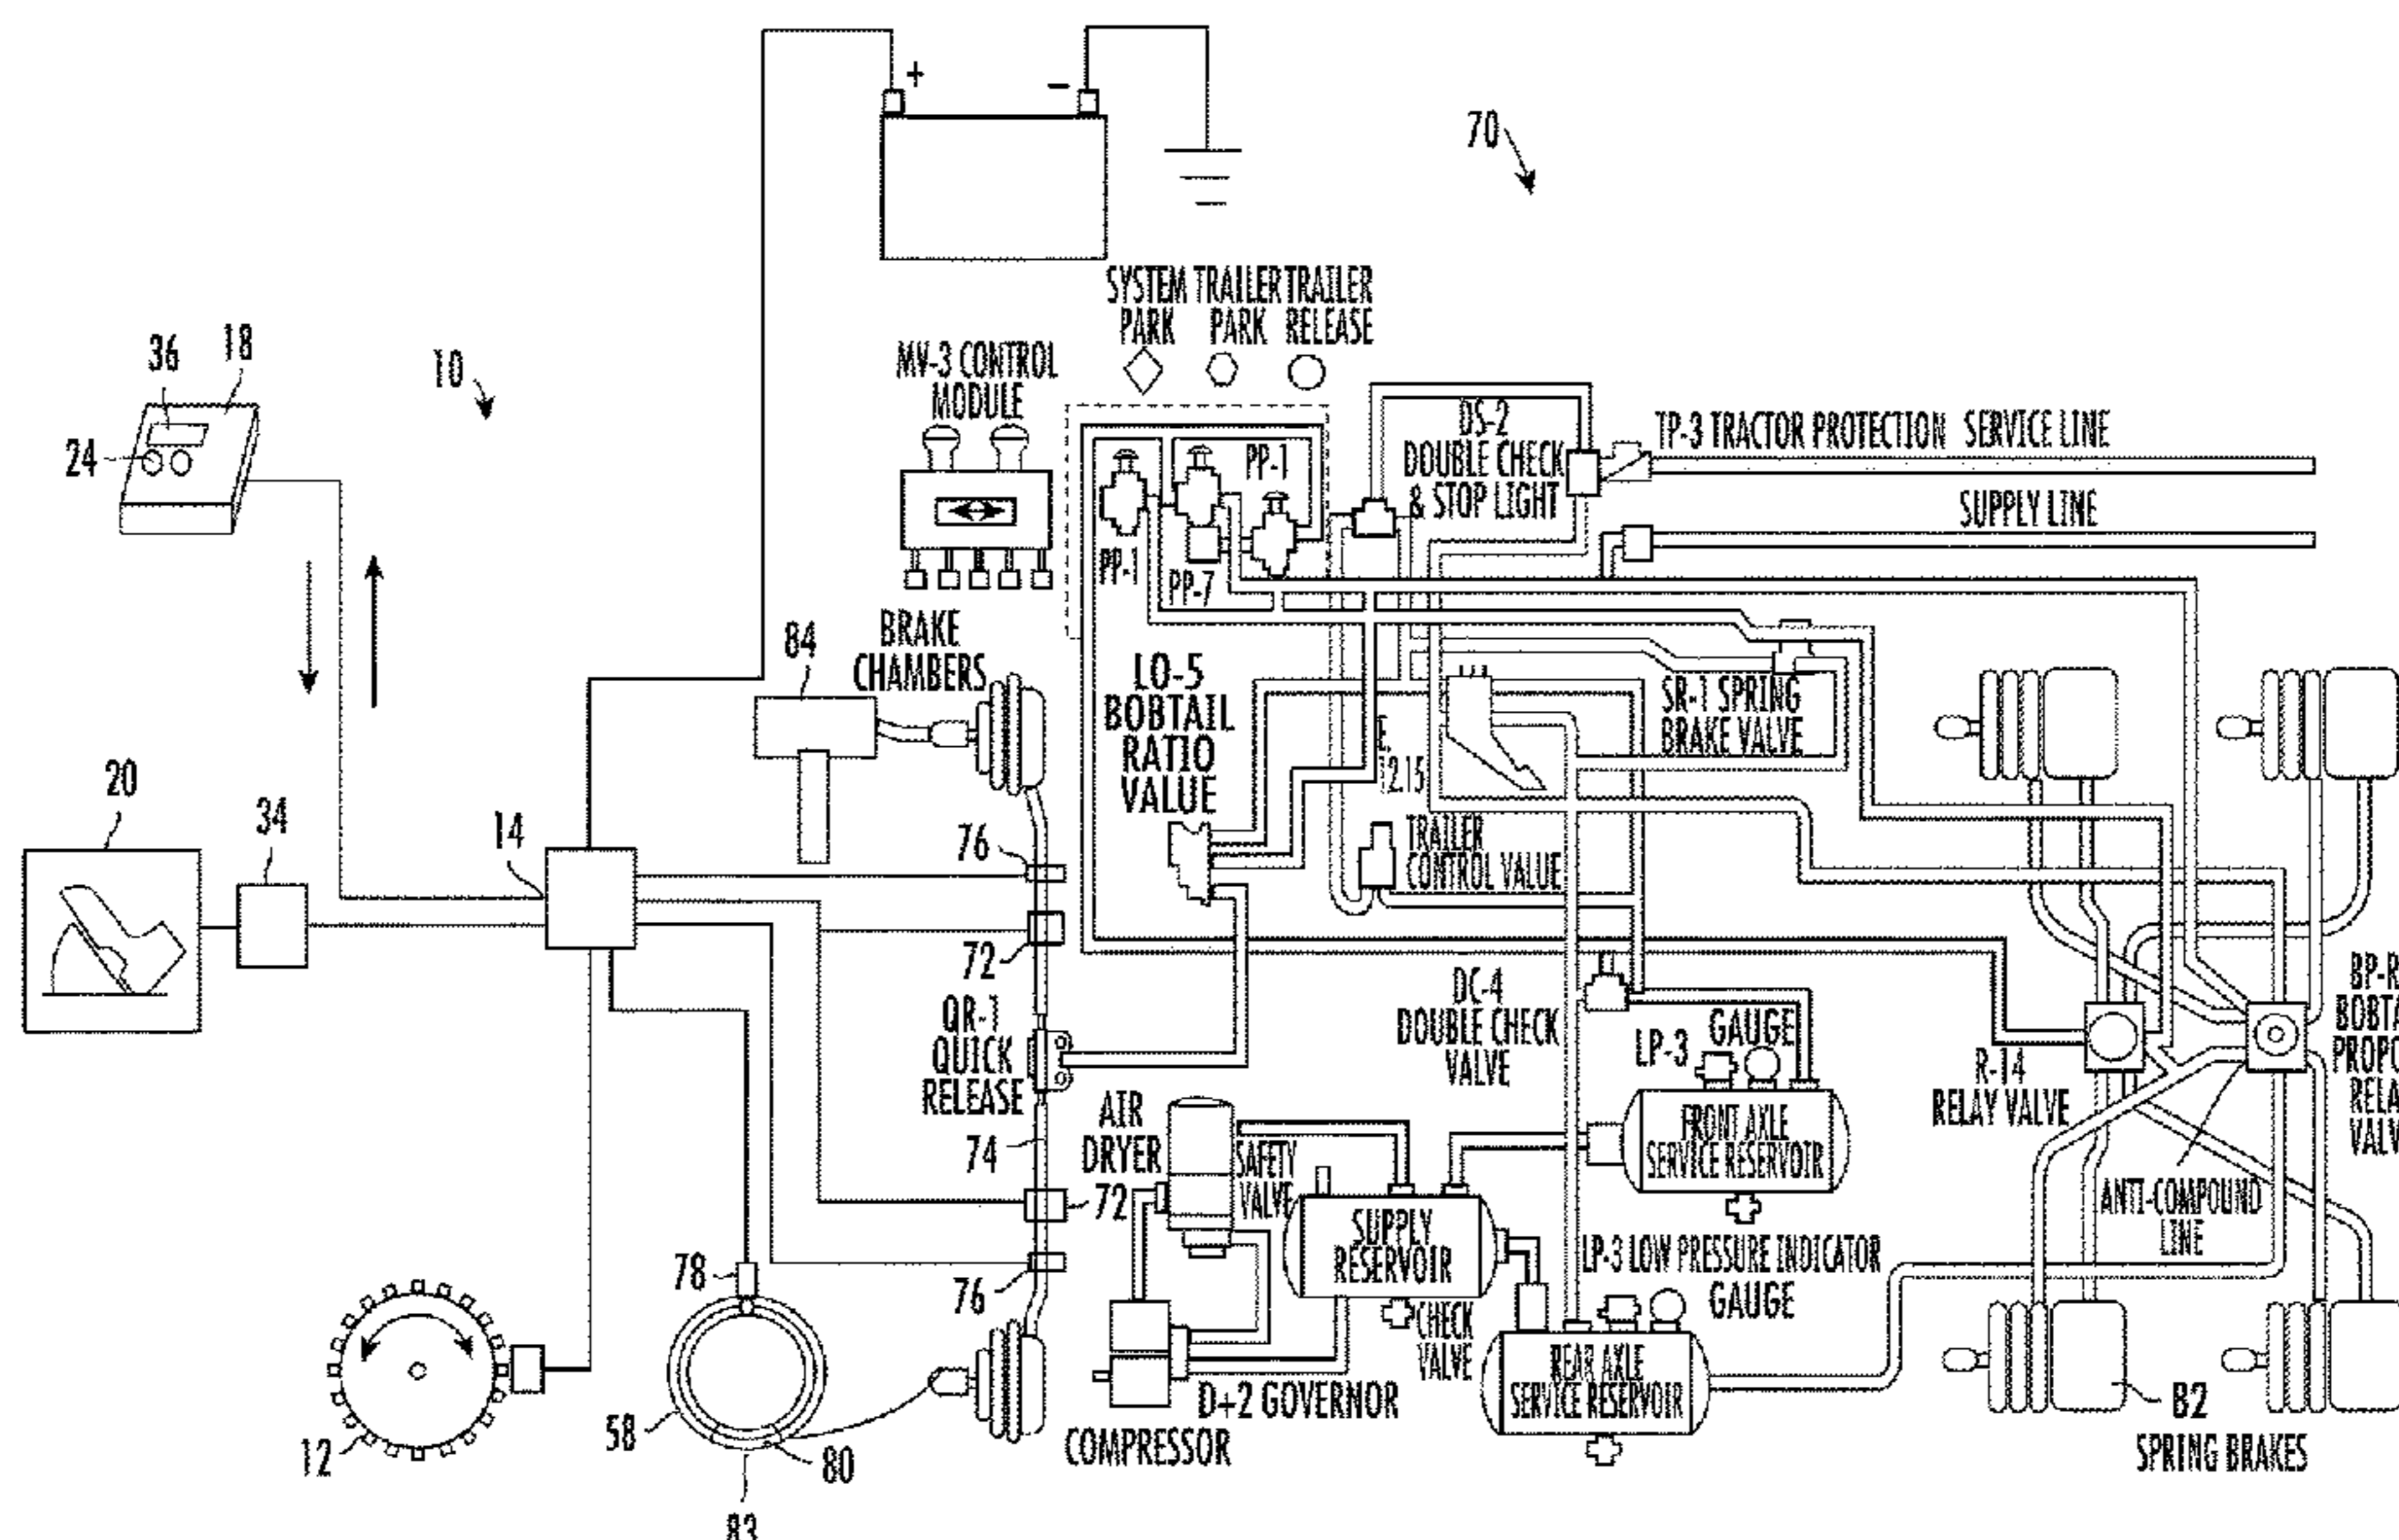 +
−
70
SYSTEM
PARK
TRAILER
PARK
TRAILER
RELEASE
36
18
10
24
MV-3 CONTROL
MODULE
DS-2
DOUBLE CHECK
& STOP LIGHT
TP-3 TRACTOR PROTECTION
SERVICE LINE
SUPPLY LINE
PP-1
PP-1
PP-7
BRAKE
CHAMBERS
84
LO-5
BOBTAIL
RATIO
VALUE
E,
12.15
SR-1 SPRING
BRAKE VALVE
20
34
14
76
TRAILER
CONTROL VALUE
72
QR-1
QUICK
RELEASE
DC-4
DOUBLE CHECK
VALVE
LP-3
GAUGE
R-14
RELAY VALVE
74
AIR
DRYER
SAFETY
VALVE
FRONT AXLE
SERVICE RESERVOIR
72
SUPPLY
RESERVOIR
ANTI-COMPOUND
LINE
78
76
CHECK
VALVE
LP-3 LOW PRESSURE INDICATOR
GAUGE
REAR AXLE
SERVICE RESERVOIR
D+2 GOVERNOR
COMPRESSOR
12
58
80
83
B2
SPRING BRAKES